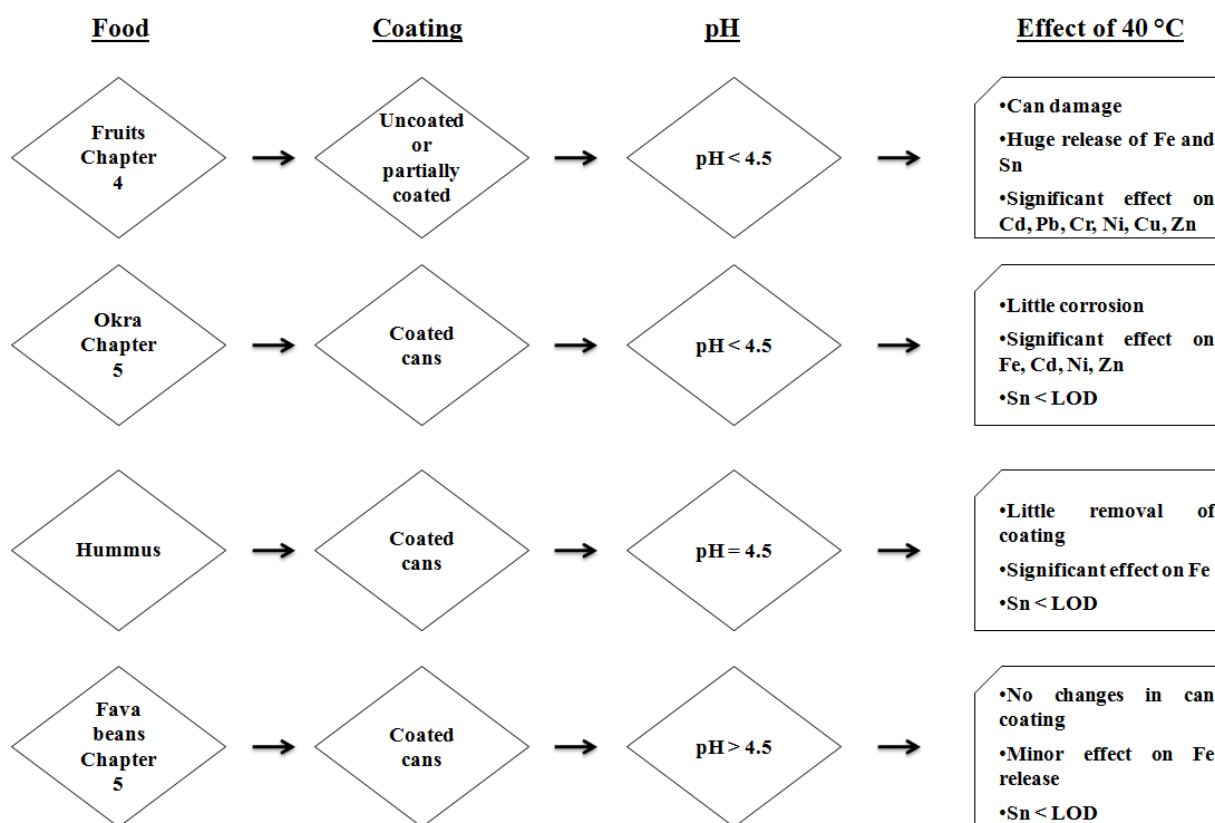 Food
Coating
pH
Effect of 40 °C
Fruits
Chapter
4
Uncoated
or
partially
coated
pH < 4.5
•Can damage
•Huge release of Fe and
Sn
•Significant effect on
Cd, Pb, Cr, Ni, Cu, Zn
Okra
Chapter
5
Coated
cans
pH < 4.5
•Little corrosion
•Significant effect on
Fe, Cd, Ni, Zn
•Sn < LOD
Hummus
Coated
cans
pH = 4.5
•Little removal of
coating
•Significant effect on Fe
•Sn < LOD
Fava
beans
Chapter
5
Coated
cans
pH > 4.5
•No changes in can
coating
•Minor effect on Fe
release
•Sn < LOD